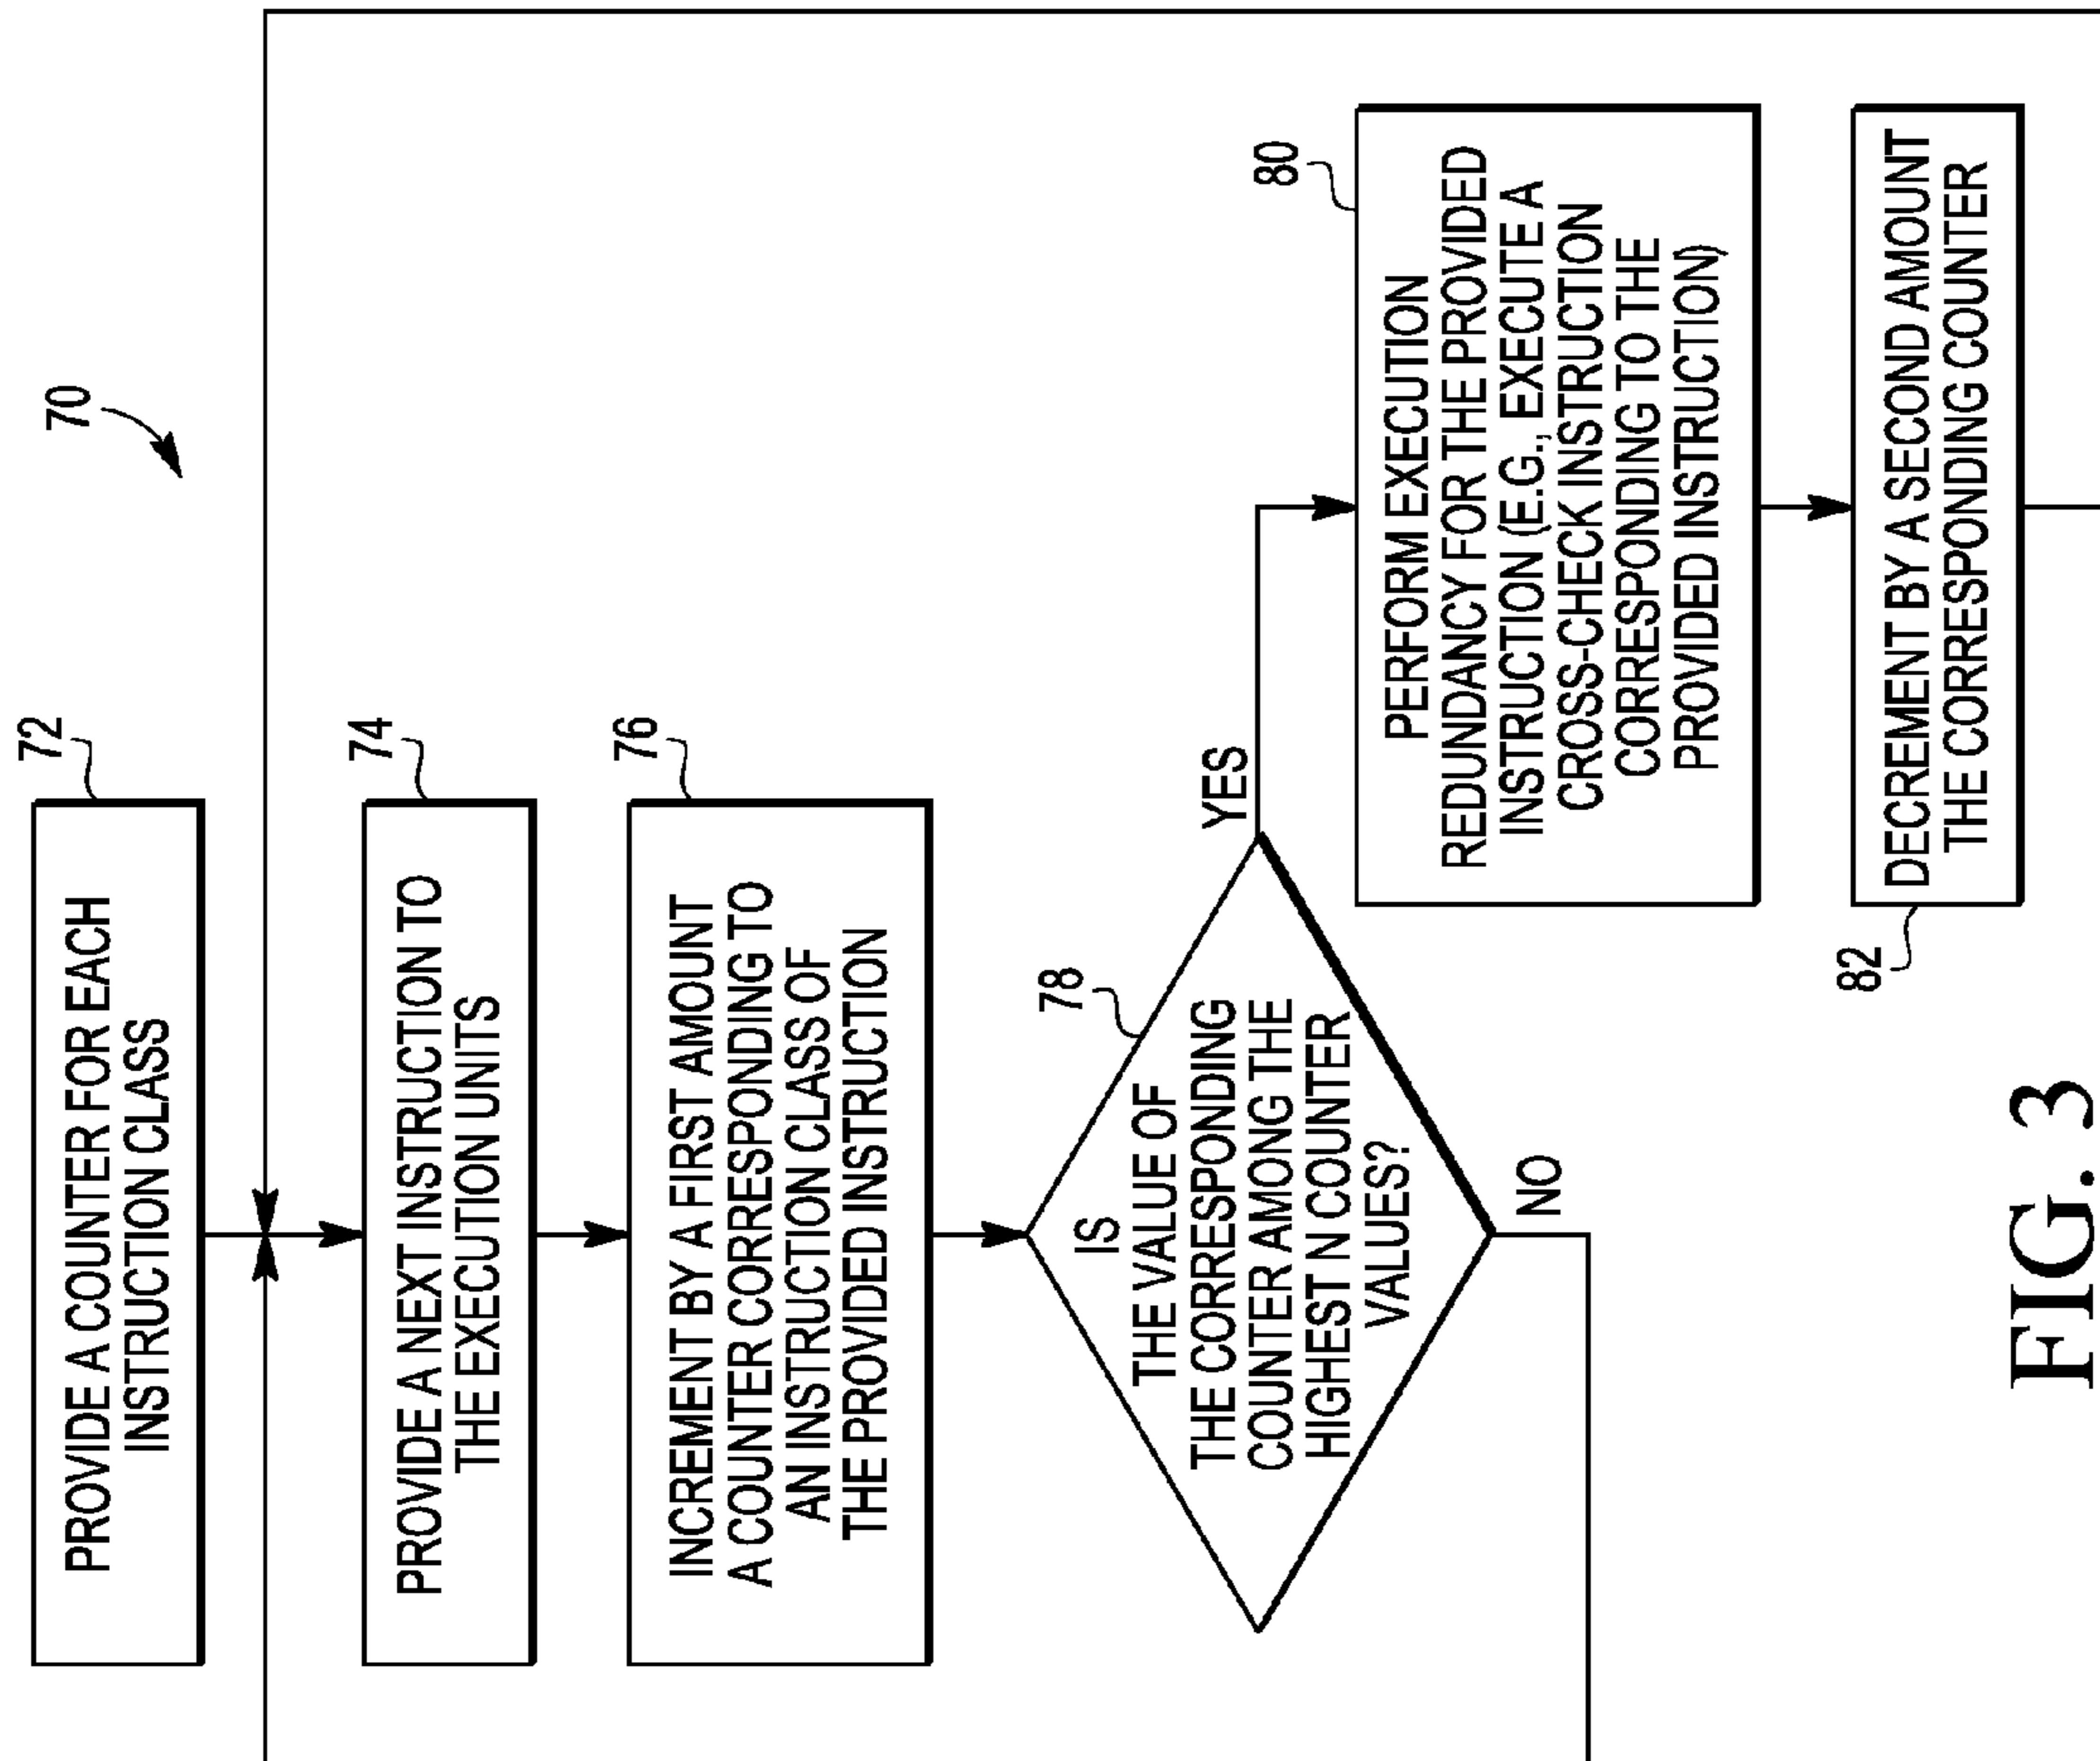 70
72
PROVIDE A COUNTER FOR EACH
INSTRUCTION CLASS
74
PROVIDE A NEXT INSTRUCTION TO
THE EXECUTION UNITS
76
INCREMENT BY A FIRST AMOUNT
A COUNTER CORRESPONDING TO
AN INSTRUCTION CLASS OF
THE PROVIDED INSTRUCTION
78
IS
THE VALUE OF
THE CORRESPONDING
COUNTER AMONG THE
HIGHEST N COUNTER
VALUES?
YES
NO
80
PERFORM EXECUTION
REDUNDANCY FOR THE PROVIDED
INSTRUCTION (E.G., EXECUTE A
CROSS-CHECK INSTRUCTION
CORRESPONDING TO THE
PROVIDED INSTRUCTION)
82
DECREMENT BY A SECOND AMOUNT
THE CORRESPONDING COUNTER
FIG. 3